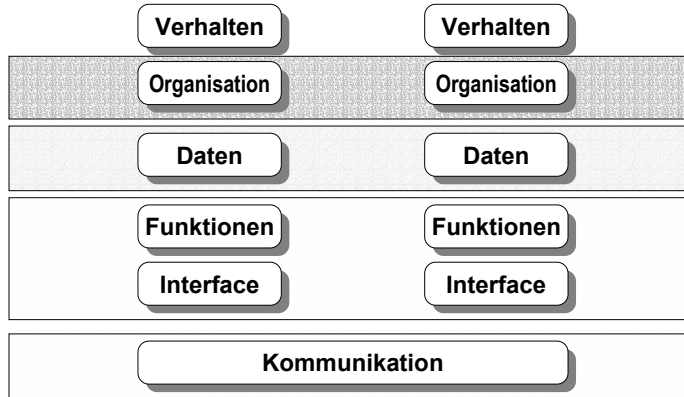 Verhalten Verhalten
Organisation Organisation
Daten Daten
Funktionen Funktionen
Interface Interface
Kommunikation